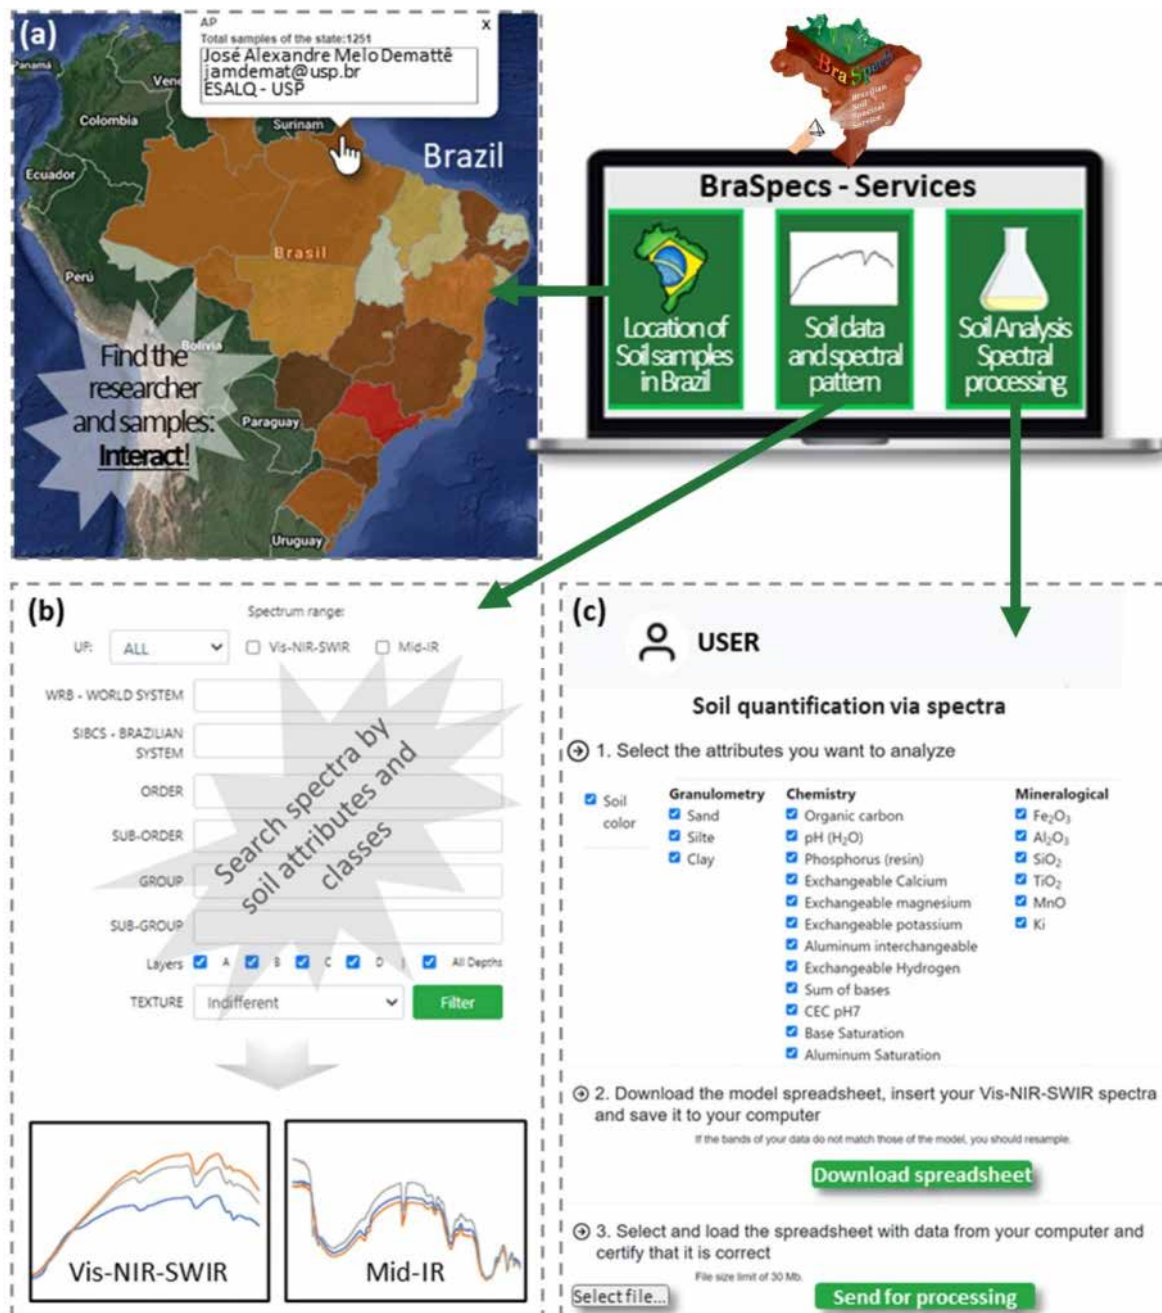 (a)
AP
X
Total samples of the state:1251
José Alexandre Melo Demattê
jamdemat@usp.br
ESALQ - USP
Panamá
Vene
Colombia
Surinam
Brazil
Ecuador
Brasil
Perú
Bolivia
Find the
researcher
and samples:
Interact!
Paraguay
Uruguay
BraSpecs
Brazilian
Soil
Spectral
Service
BraSpecs - Services
Location of
Soil samples
in Brazil
Soil data
and spectral
pattern
Soil Analysis
Spectral
processing
(b)
Spectrum range:
UF: ALL Vis-NIR-SWIR Mid-IR
WRB - WORLD SYSTEM
SIBCS - BRAZILIAN
SYSTEM
ORDER
SUB-ORDER
GROUP
SUB-GROUP
Search spectra by
soil attributes and
classes
Layers A B C D | All Depths
TEXTURE Indifferent Filter
Vis-NIR-SWIR
Mid-IR
(c)
USER
Soil quantification via spectra
1. Select the attributes you want to analyze
Soil
color
Granulometry
Sand
Silte
Clay
Chemistry
Organic carbon
pH (H₂O)
Phosphorus (resin)
Exchangeable Calcium
Exchangeable magnesium
Exchangeable potassium
Aluminum interchangeable
Exchangeable Hydrogen
Sum of bases
CEC pH7
Base Saturation
Aluminum Saturation
Mineralogical
Fe₂O₃
Al₂O₃
SiO₂
TiO₂
MnO
Ki
2. Download the model spreadsheet, insert your Vis-NIR-SWIR spectra
and save it to your computer
If the bands of your data do not match those of the model, you should resample.
Download spreadsheet
3. Select and load the spreadsheet with data from your computer and
certify that it is correct
File size limit of 30 Mb.
Select file...
Send for processing